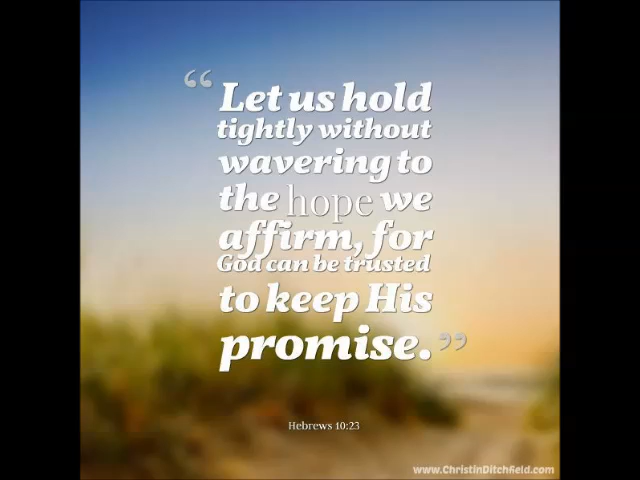 “ Let us hold
tightly without
wavering to
the hope we
affirm, for
God can be trusted
to keep His
promise. ”
Hebrews 10:23
www.ChristinDitchfield.com